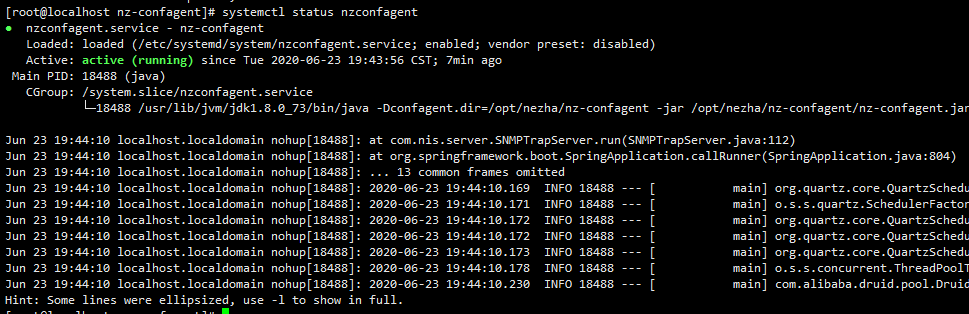 [root@localhost nz-confagent]# systemctl status nzconfagent
● nzconfagent.service - nz-confagent
Loaded: loaded (/etc/systemd/system/nzconfagent.service; enabled; vendor preset: disabled)
Active: active (running) since Tue 2020-06-23 19:43:56 CST; 7min ago
Main PID: 18488 (java)
CGroup: /system.slice/nzconfagent.service
└─18488 /usr/lib/jvm/jdk1.8.0_73/bin/java -Dconfagent.dir=/opt/nezha/nz-confagent -jar /opt/nezha/nz-confagent/nz-confagent.jar
Jun 23 19:44:10 localhost.localdomain nohup[18488]: at com.nis.server.SNMPTrapServer.run(SNMPTrapServer.java:112)
Jun 23 19:44:10 localhost.localdomain nohup[18488]: at org.springframework.boot.SpringApplication.callRunner(SpringApplication.java:804)
Jun 23 19:44:10 localhost.localdomain nohup[18488]: ... 13 common frames omitted
Jun 23 19:44:10 localhost.localdomain nohup[18488]: 2020-06-23 19:44:10.169  INFO 18488 --- [           main] org.quartz.core.QuartzSchedu
Jun 23 19:44:10 localhost.localdomain nohup[18488]: 2020-06-23 19:44:10.171  INFO 18488 --- [           main] o.s.s.quartz.SchedulerFactor
Jun 23 19:44:10 localhost.localdomain nohup[18488]: 2020-06-23 19:44:10.172  INFO 18488 --- [           main] org.quartz.core.QuartzSchedu
Jun 23 19:44:10 localhost.localdomain nohup[18488]: 2020-06-23 19:44:10.172  INFO 18488 --- [           main] org.quartz.core.QuartzSchedu
Jun 23 19:44:10 localhost.localdomain nohup[18488]: 2020-06-23 19:44:10.173  INFO 18488 --- [           main] org.quartz.core.QuartzSchedu
Jun 23 19:44:10 localhost.localdomain nohup[18488]: 2020-06-23 19:44:10.178  INFO 18488 --- [           main] o.s.s.concurrent.ThreadPoolT
Jun 23 19:44:10 localhost.localdomain nohup[18488]: 2020-06-23 19:44:10.230  INFO 18488 --- [           main] com.alibaba.druid.pool.Druid
Hint: Some lines were ellipsized, use -l to show in full.